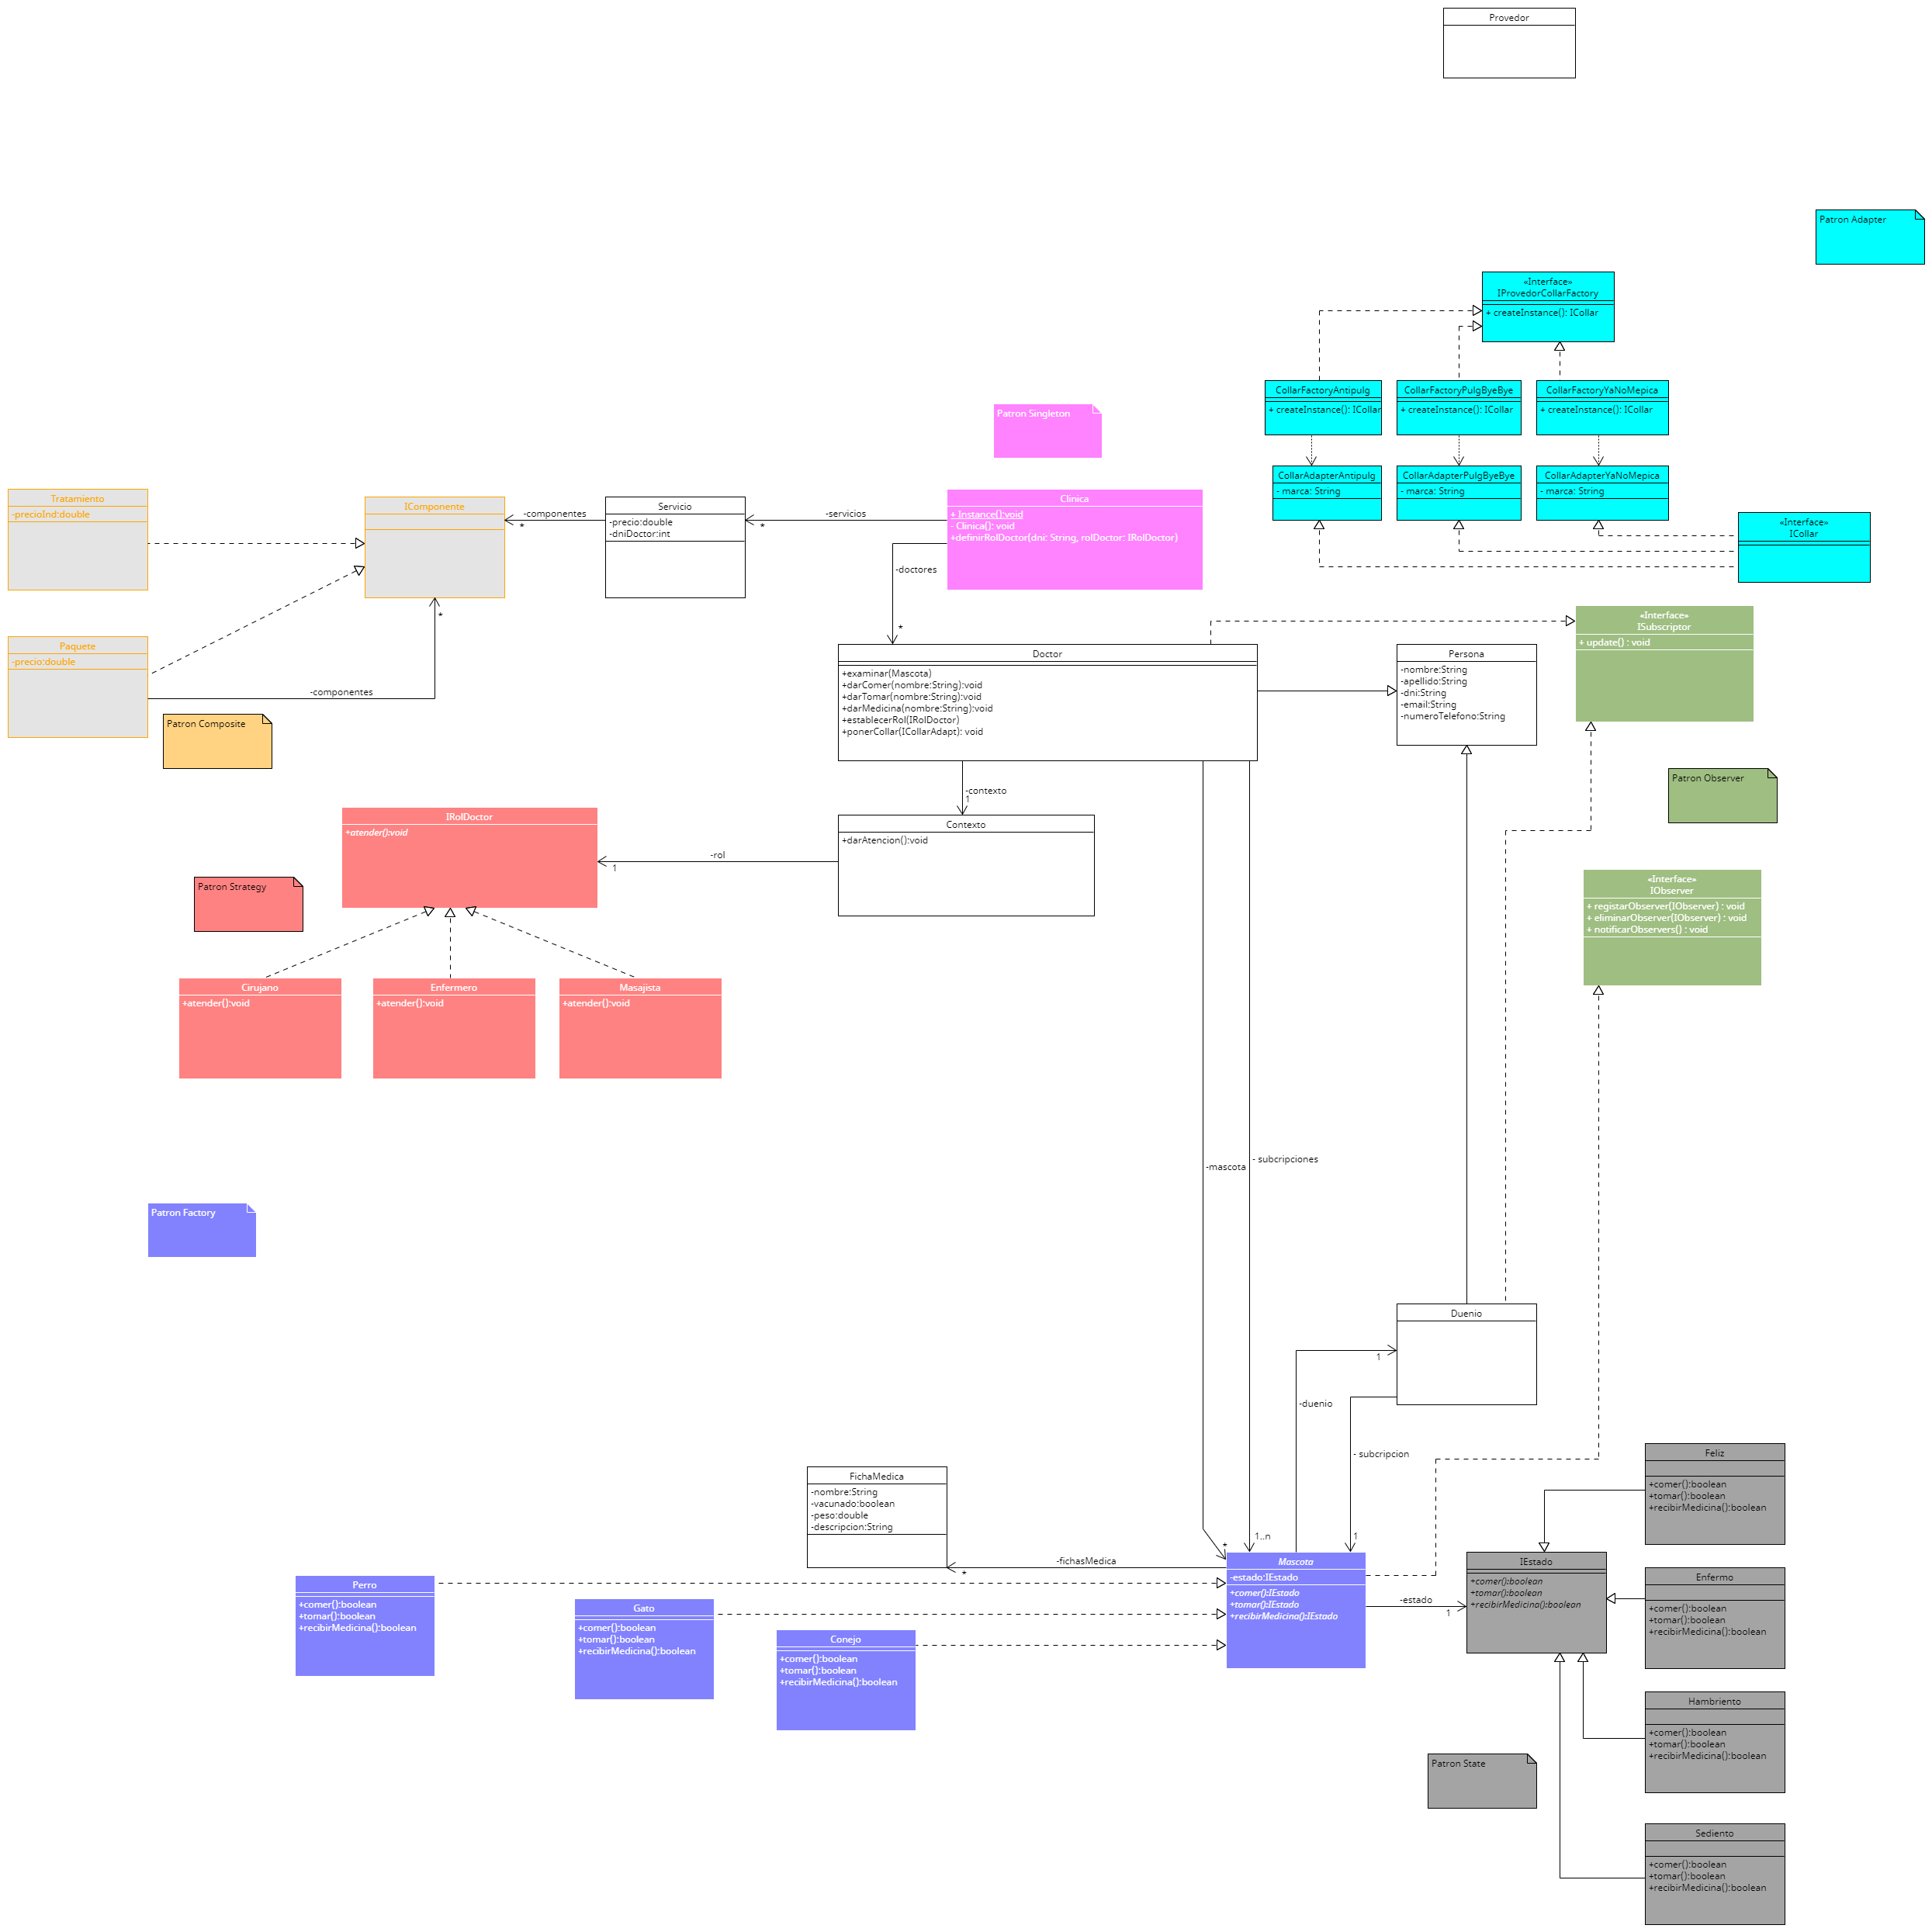 Provedor
Patron Adapter
«Interface»
IProvedorCollarFactory
+ createInstance(): ICollar
CollarFactoryAntipulg
+ createInstance(): ICollar
CollarFactoryPulgByeBye
+ createInstance(): ICollar
CollarFactoryYaNoMepica
+ createInstance(): ICollar
CollarAdapterAntipulg
- marca: String
CollarAdapterPulgByeBye
- marca: String
CollarAdapterYaNoMepica
- marca: String
«Interface»
ICollar
Patron Singleton
Tratamiento
-precioInd:double
IComponente
-componentes
*
Servicio
-precio:double
-dniDoctor:int
-servicios
*
Clinica
+ Instance():void
- Clinica(): void
+definirRolDoctor(dni: String, rolDoctor: IRolDoctor)
-doctores
*
*
Paquete
-precio:double
-componentes
Patron Composite
Doctor
+examinar(Mascota)
+darComer(nombre:String):void
+darTomar(nombre:String):void
+darMedicina(nombre:String):void
+establecerRol(IRolDoctor)
+ponerCollar(ICollarAdapt): void
Persona
-nombre:String
-apellido:String
-dni:String
-email:String
-numeroTelefono:String
«Interface»
ISubscriptor
+ update() : void
Patron Observer
-contexto
1
IRolDoctor
+atender():void
-rol
1
Contexto
+darAtencion():void
Patron Strategy
«Interface»
IObserver
+ registarObserver(IObserver) : void
+ eliminarObserver(IObserver) : void
+ notificarObservers() : void
Cirujano
+atender():void
Enfermero
+atender():void
Masajista
+atender():void
-mascota
- subcripciones
Patron Factory
Duenio
1
-duenio
- subcripcion
FichaMedica
-nombre:String
-vacunado:boolean
-peso:double
-descripcion:String
*
1..n
1
-fichasMedica
*
Mascota
-estado:IEstado
+comer():IEstado
+tomar():IEstado
+recibirMedicina():IEstado
-estado
1
IEstado
+comer():boolean
+tomar():boolean
+recibirMedicina():boolean
Feliz
+comer():boolean
+tomar():boolean
+recibirMedicina():boolean
Enfermo
+comer():boolean
+tomar():boolean
+recibirMedicina():boolean
Perro
+comer():boolean
+tomar():boolean
+recibirMedicina():boolean
Gato
+comer():boolean
+tomar():boolean
+recibirMedicina():boolean
Conejo
+comer():boolean
+tomar():boolean
+recibirMedicina():boolean
Hambriento
+comer():boolean
+tomar():boolean
+recibirMedicina():boolean
Patron State
Sediento
+comer():boolean
+tomar():boolean
+recibirMedicina():boolean